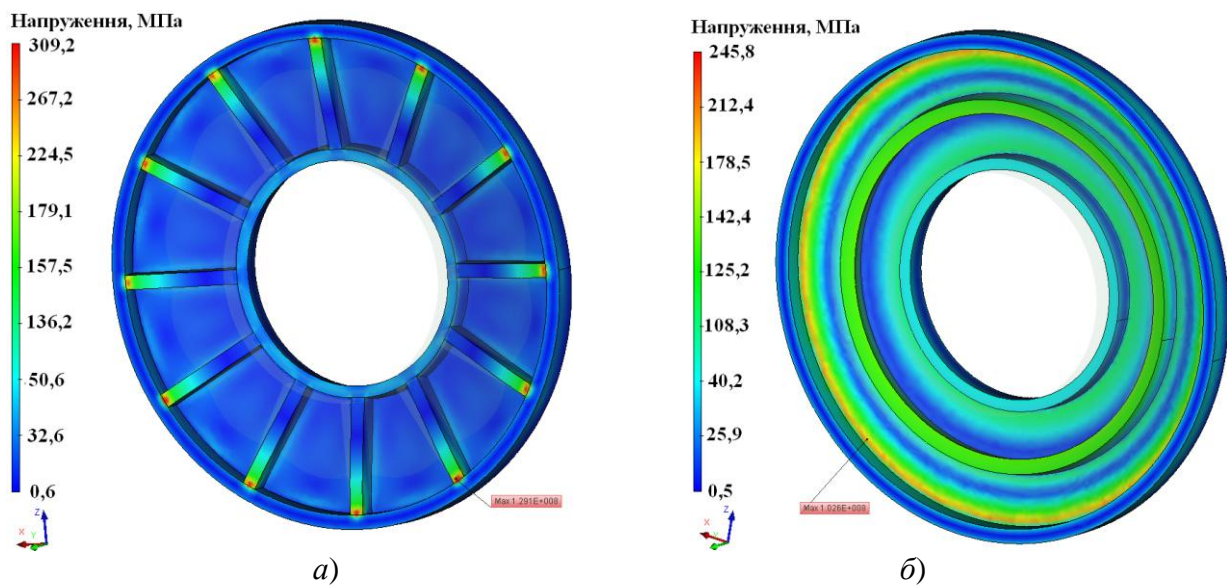 Напруження, МПа
309,2
267,2
224,5
179,1
157,5
136,2
50,6
32,6
0,6
Max 1.291E+008
Z
X
Y
а)
Напруження, МПа
245,8
212,4
178,5
142,4
125,2
108,3
40,2
25,9
0,5
Max 1.026E+008
Z
X
Y
б)